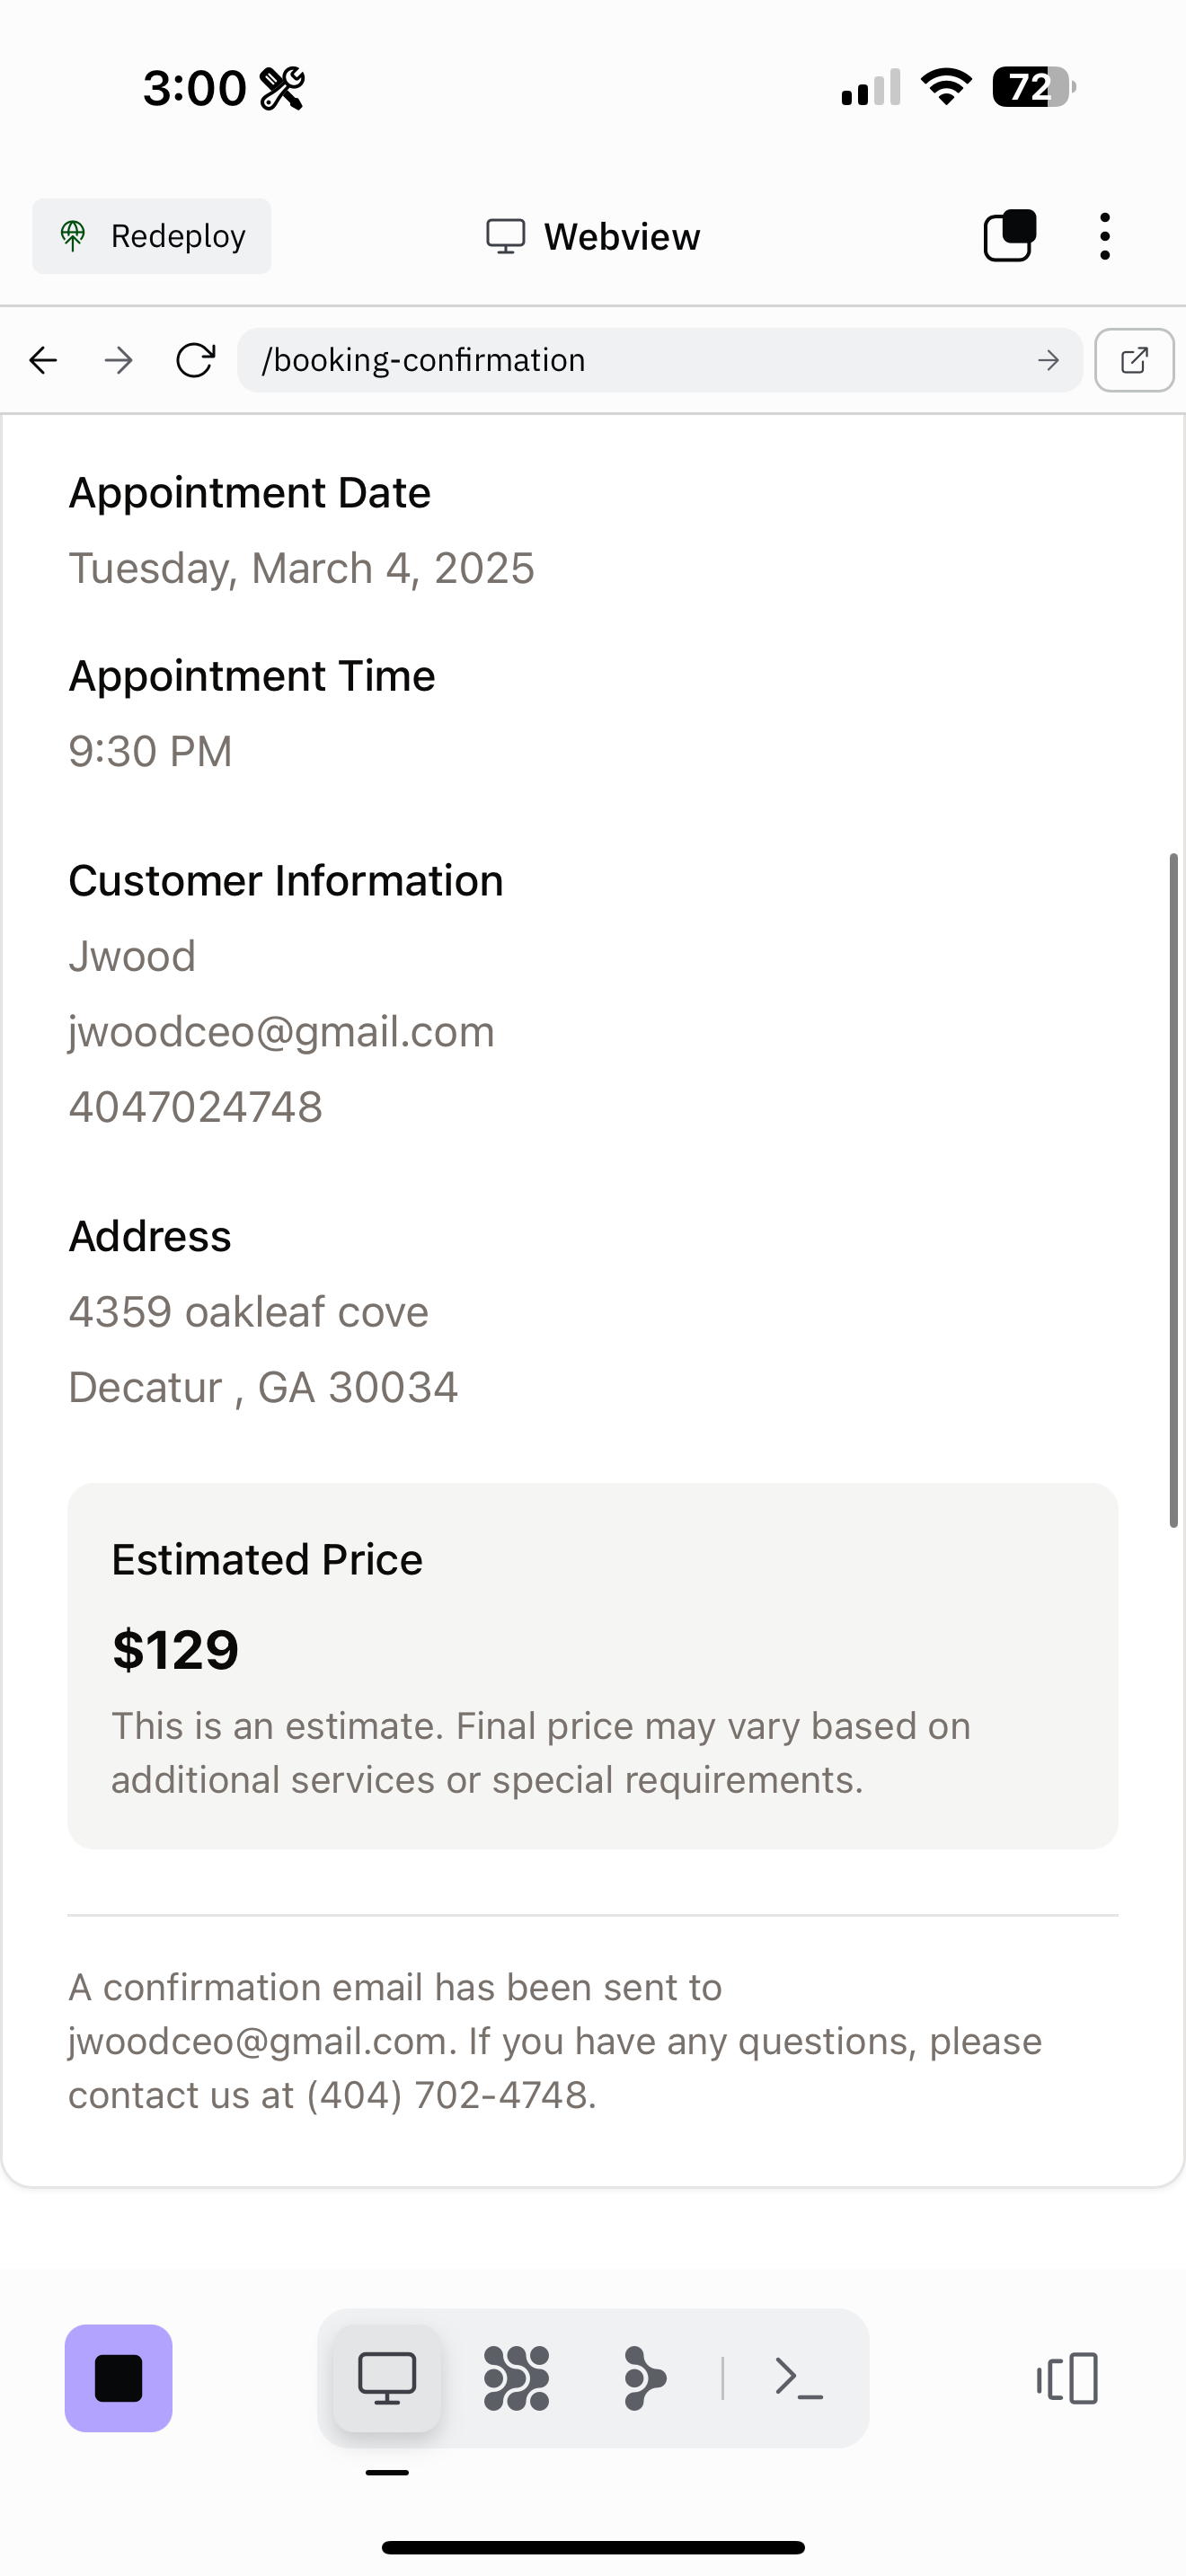 3:00
72
Redeploy
Webview
/booking-confirmation
Appointment Date
Tuesday, March 4, 2025
Appointment Time
9:30 PM
Customer Information
Jwood
jwoodceo@gmail.com
4047024748
Address
4359 oakleaf cove
Decatur , GA 30034
Estimated Price
$129
This is an estimate. Final price may vary based on
additional services or special requirements.
A confirmation email has been sent to
jwoodceo@gmail.com. If you have any questions, please
contact us at (404) 702-4748.